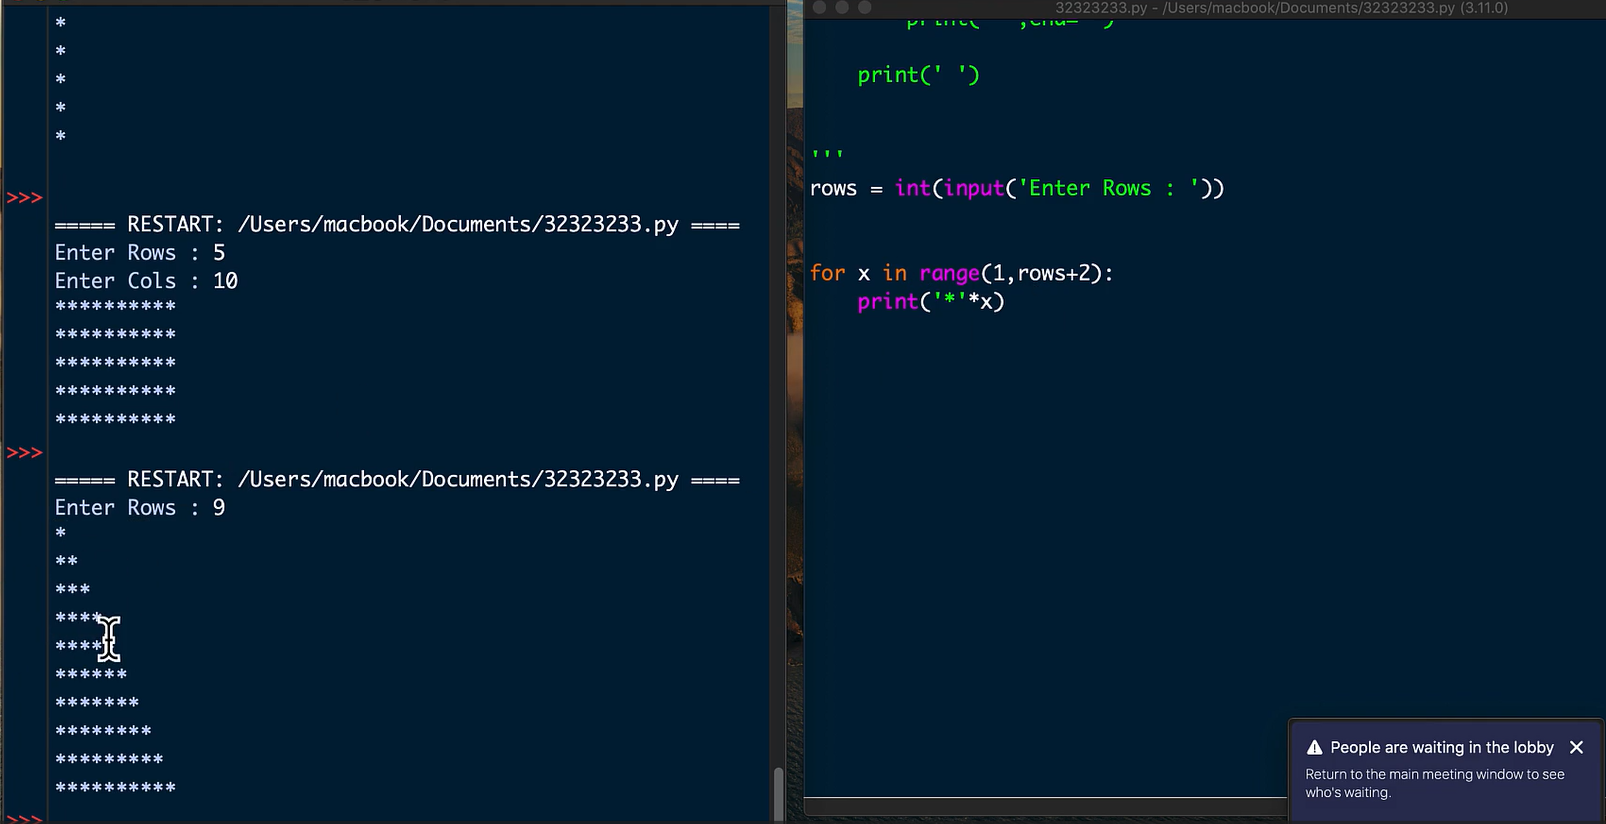 *
*
*
*
*
>>>
===== RESTART: /Users/macbook/Documents/32323233.py ====
Enter Rows : 5
Enter Cols : 10
**********
**********
**********
**********
**********
>>>
===== RESTART: /Users/macbook/Documents/32323233.py ====
Enter Rows : 9
*
**
***
****
*****
******
*******
********
*********
**********
>>>
32323233.py - /Users/macbook/Documents/32323233.py (3.11.0)
print(' ')
'''
rows = int(input('Enter Rows : '))
for x in range(1,rows+2):
print('*'*x)
People are waiting in the lobby
Return to the main meeting window to see
who's waiting.